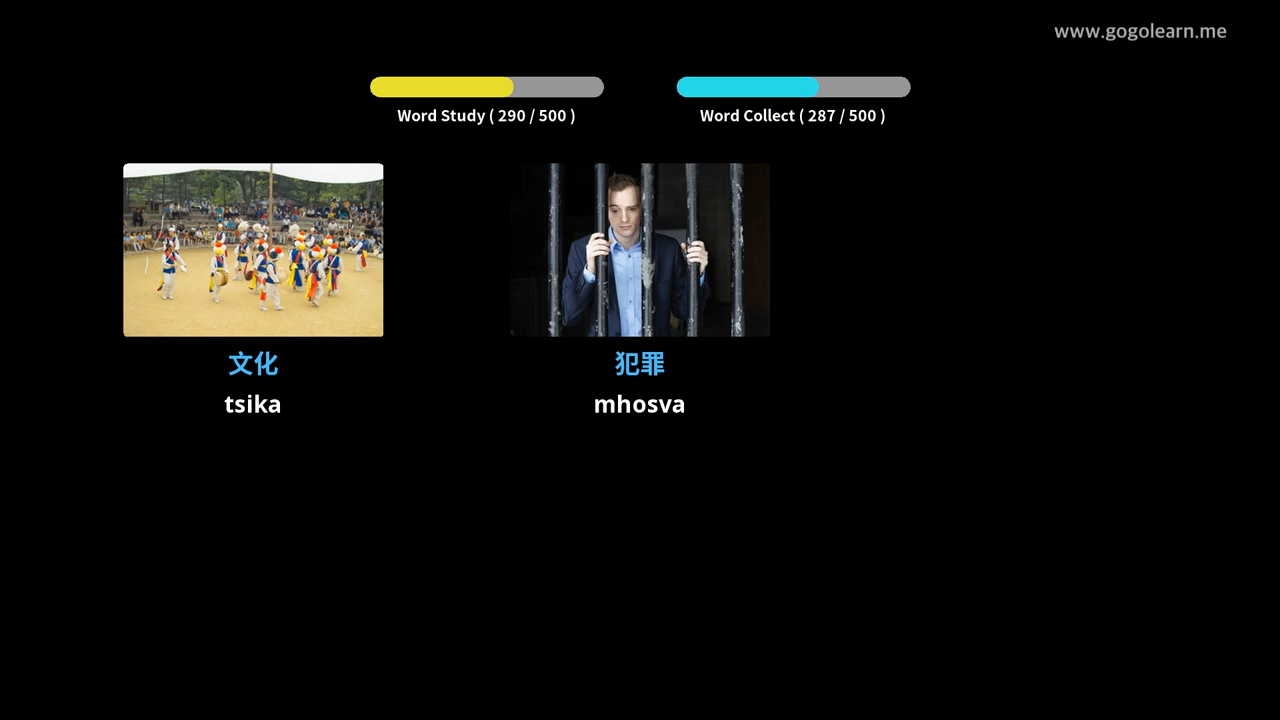 www.gogolearn.me
Word Study ( 290 / 500 )
Word Collect ( 287 / 500 )
文化
tsika
犯罪
mhosva